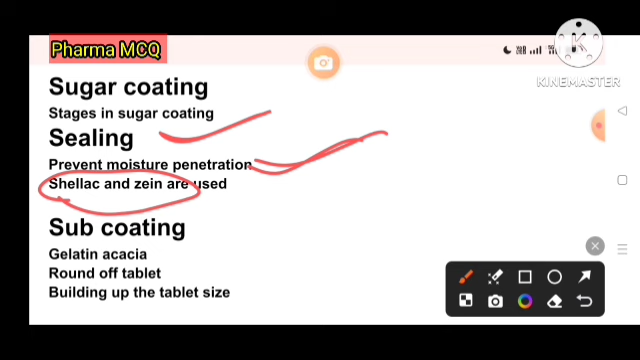 Pharma MCQ
KINEMASTER
Sugar coating
Stages in sugar coating
Sealing
Prevent moisture penetration
Shellac and zein are used
Sub coating
Gelatin acacia
Round off tablet
Building up the tablet size